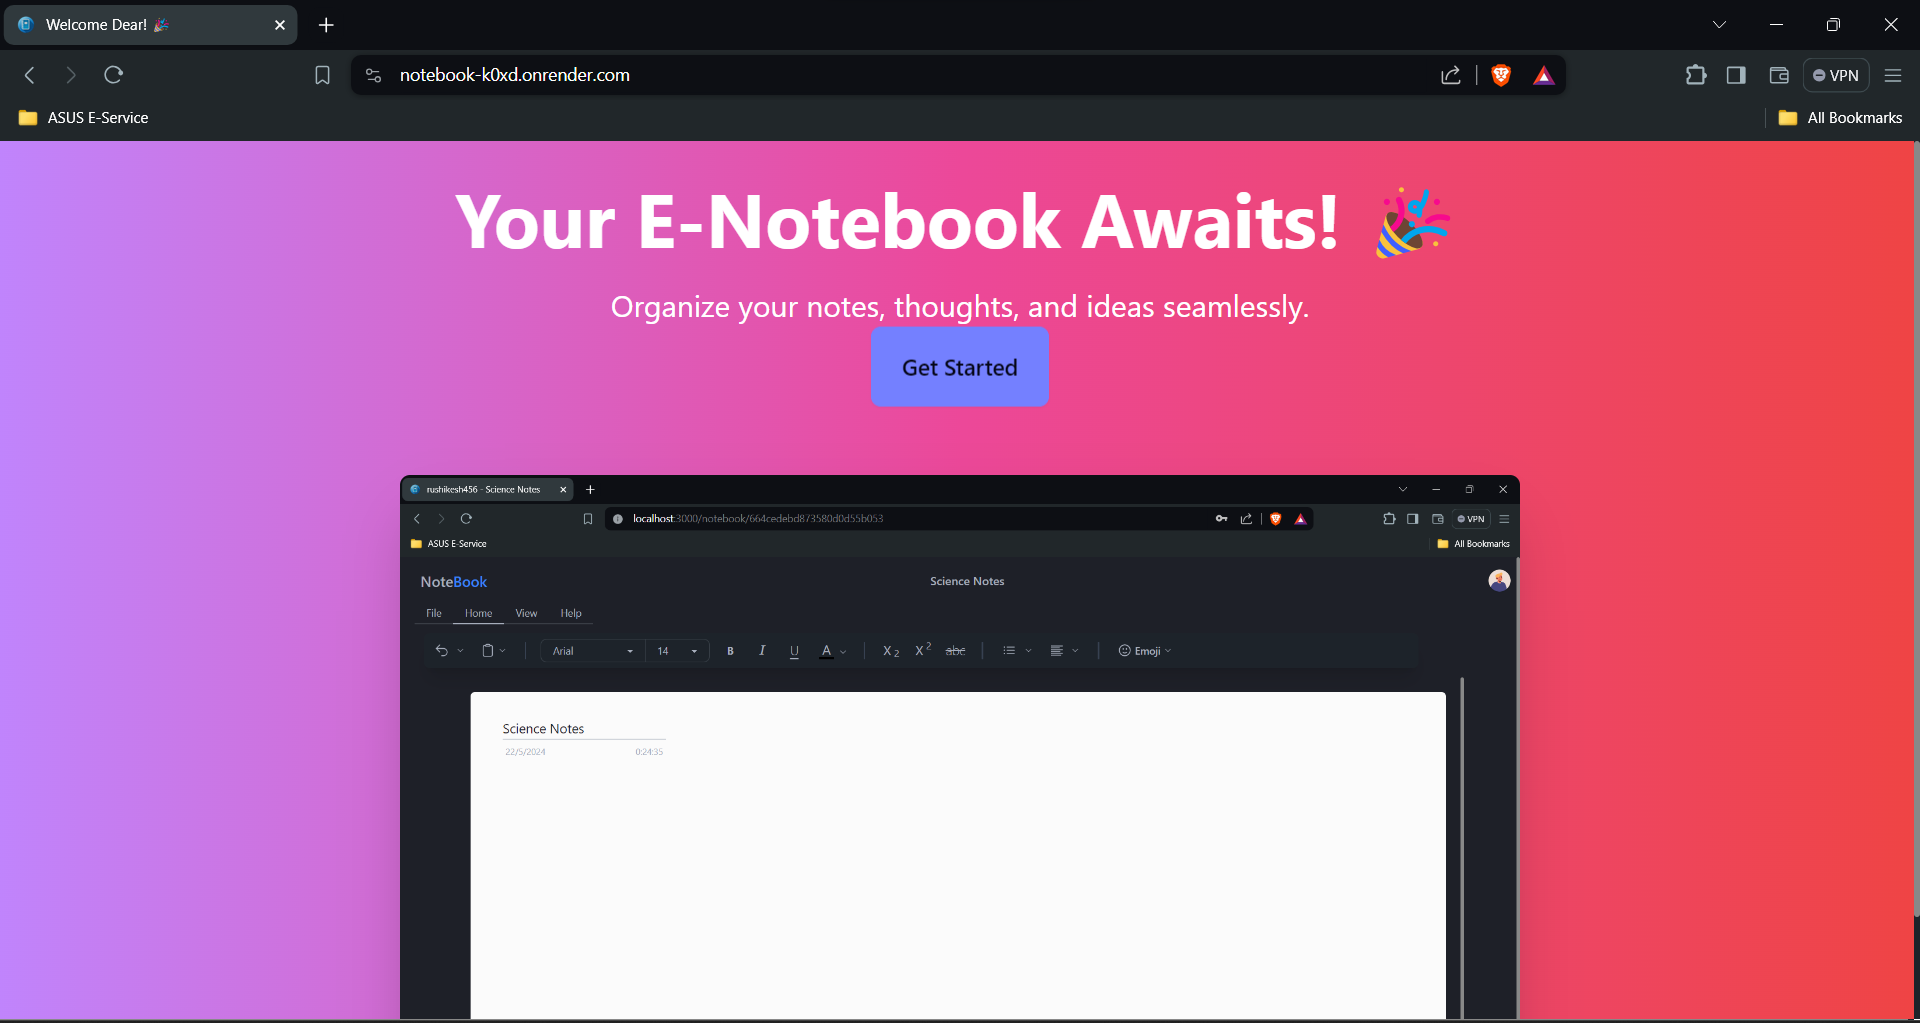 Welcome Dear! 🎉
notebook-k0xd.onrender.com
VPN
ASUS E-Service
All Bookmarks
Your E-Notebook Awaits! 🎉
Organize your notes, thoughts, and ideas seamlessly.
Get Started
rushikesh456 - Science Notes
localhost:3000/notebook/664cedebd873580d0d55b053
VPN
ASUS E-Service
All Bookmarks
NoteBook
Science Notes
File Home View Help
Arial 14 B I U A X₂ X² abc Emoji
Science Notes
22/5/2024 0:24:35